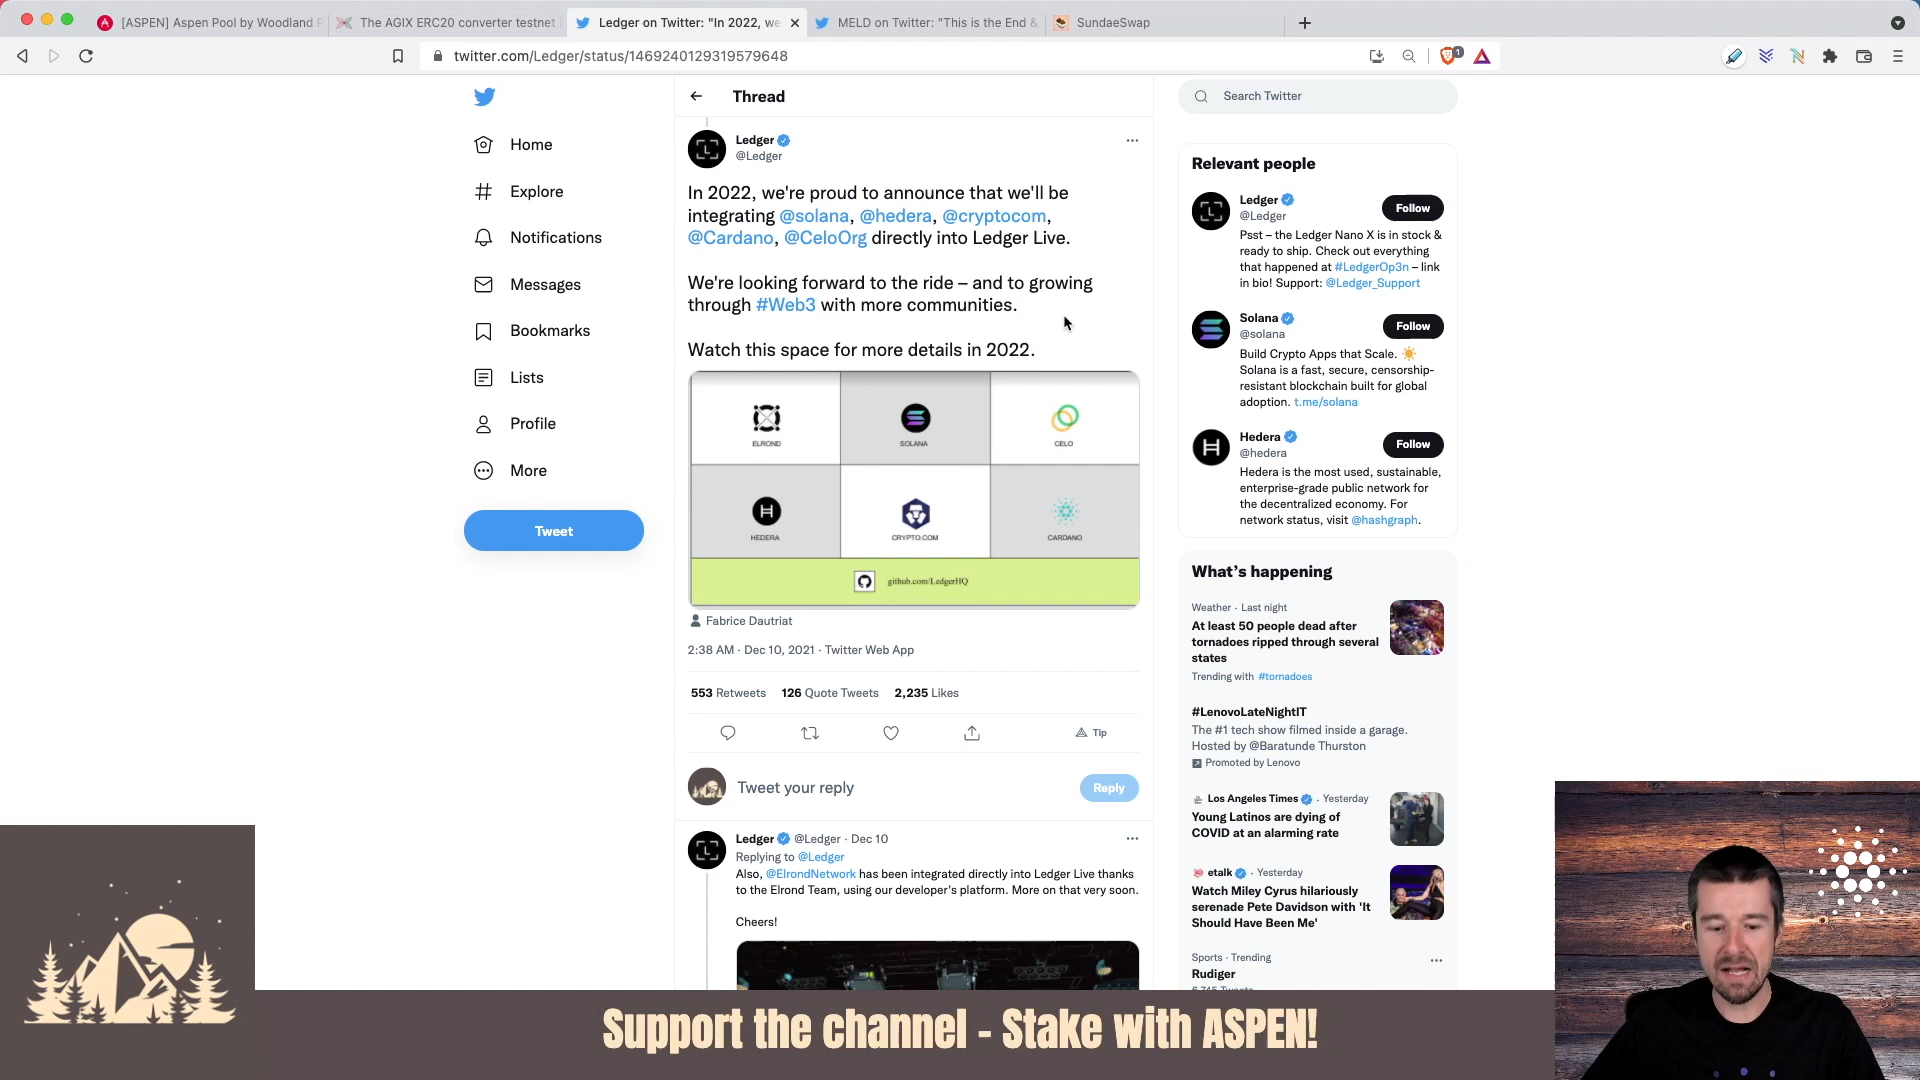 [ASPEN] Aspen Pool by Woodland P
The AGIX ERC20 converter testnet
Ledger on Twitter: "In 2022, we
MELD on Twitter: "This is the End &
SundaeSwap
twitter.com/Ledger/status/1469240129319579648
1
Home
Explore
Notifications
Messages
Bookmarks
Lists
Profile
More
Tweet
Thread
Ledger
@Ledger
In 2022, we're proud to announce that we'll be
integrating @solana, @hedera, @cryptocom,
@Cardano, @CeloOrg directly into Ledger Live.
We're looking forward to the ride – and to growing
through #Web3 with more communities.
Watch this space for more details in 2022.
ELROND
SOLANA
CELO
HEDERA
CRYPTO.COM
CARDANO
github.com/LedgerHQ
Fabrice Dautriat
2:38 AM · Dec 10, 2021 · Twitter Web App
553 Retweets 126 Quote Tweets 2,235 Likes
Tip
Tweet your reply
Reply
Ledger @Ledger · Dec 10
Replying to @Ledger
Also, @ElrondNetwork has been integrated directly into Ledger Live thanks
to the Elrond Team, using our developer's platform. More on that very soon.
Cheers!
Search Twitter
Relevant people
Ledger
@Ledger
Follow
Psst – the Ledger Nano X is in stock &
ready to ship. Check out everything
that happened at #LedgerOp3n – link
in bio! Support: @Ledger_Support
Solana
@solana
Follow
Build Crypto Apps that Scale.
Solana is a fast, secure, censorship-
resistant blockchain built for global
adoption. t.me/solana
Hedera
@hedera
Follow
Hedera is the most used, sustainable,
enterprise-grade public network for
the decentralized economy. For
network status, visit @hashgraph.
What's happening
Weather · Last night
At least 50 people dead after
tornadoes ripped through several
states
Trending with #tornadoes
#LenovoLateNightIT
The #1 tech show filmed inside a garage.
Hosted by @Baratunde Thurston
Promoted by Lenovo
Los Angeles Times · Yesterday
Young Latinos are dying of
COVID at an alarming rate
etalk · Yesterday
Watch Miley Cyrus hilariously
serenade Pete Davidson with 'It
Should Have Been Me'
Sports · Trending
Rudiger
Support the channel - Stake with ASPEN!